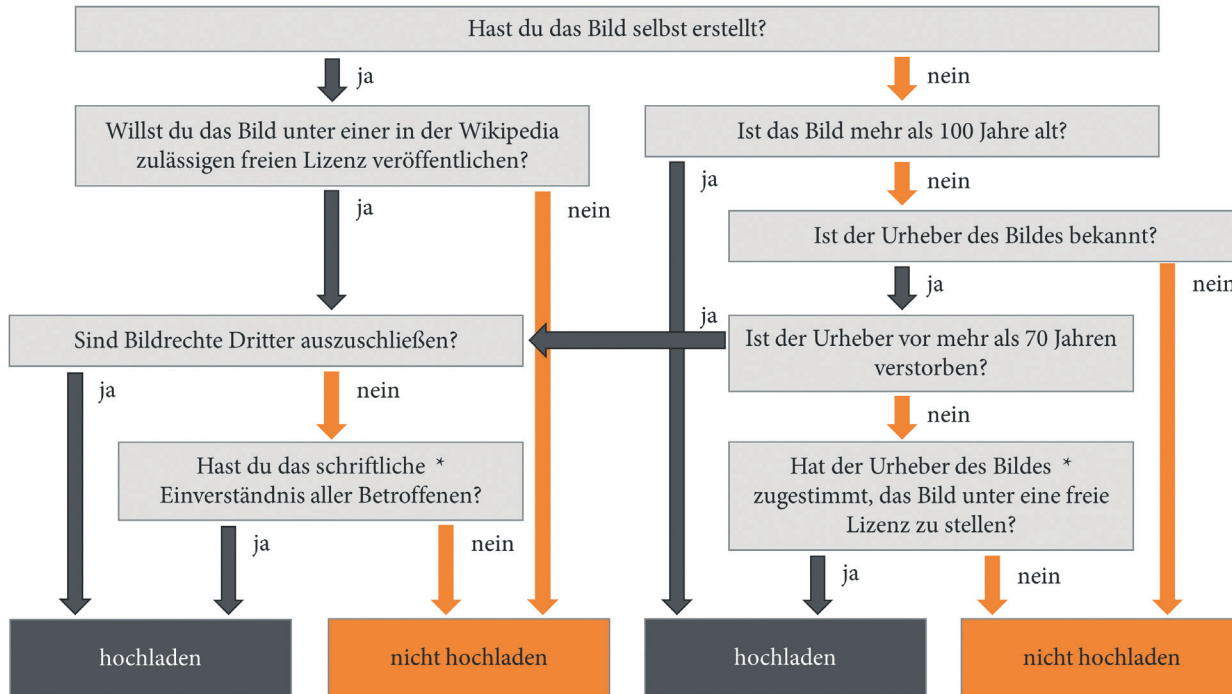 Hast du das Bild selbst erstellt?
ja
nein
Willst du das Bild unter einer in der Wikipedia
zulässigen freien Lizenz veröffentlichen?
Ist das Bild mehr als 100 Jahre alt?
ja
nein
ja
nein
Ist der Urheber des Bildes bekannt?
ja
nein
Sind Bildrechte Dritter auszuschließen?
ja
Ist der Urheber vor mehr als 70 Jahren
verstorben?
ja
nein
nein
Hast du das schriftliche *
Einverständnis aller Betroffenen?
Hat der Urheber des Bildes *
zugestimmt, das Bild unter eine freie
Lizenz zu stellen?
ja
nein
ja
nein
hochladen
nicht hochladen
hochladen
nicht hochladen